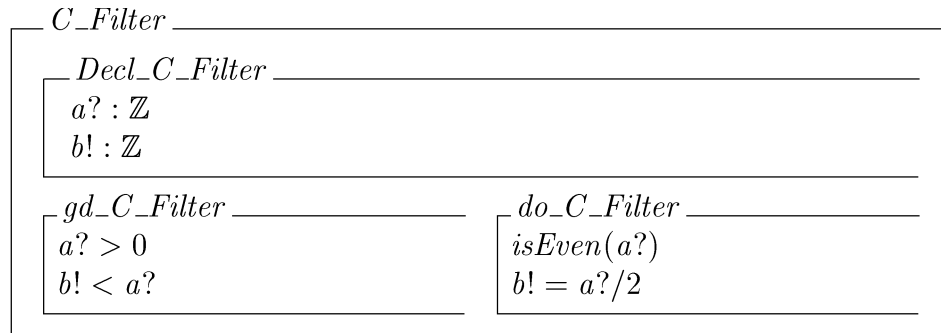 C_Filter
Decl_C_Filter
a? : ℤ
b! : ℤ
gd_C_Filter
a? > 0
b! < a?
do_C_Filter
isEven(a?)
b! = a?/2